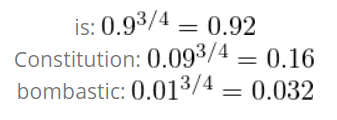 is: 0.9^{3/4} = 0.92
Constitution: 0.09^{3/4} = 0.16
bombastic: 0.01^{3/4} = 0.032